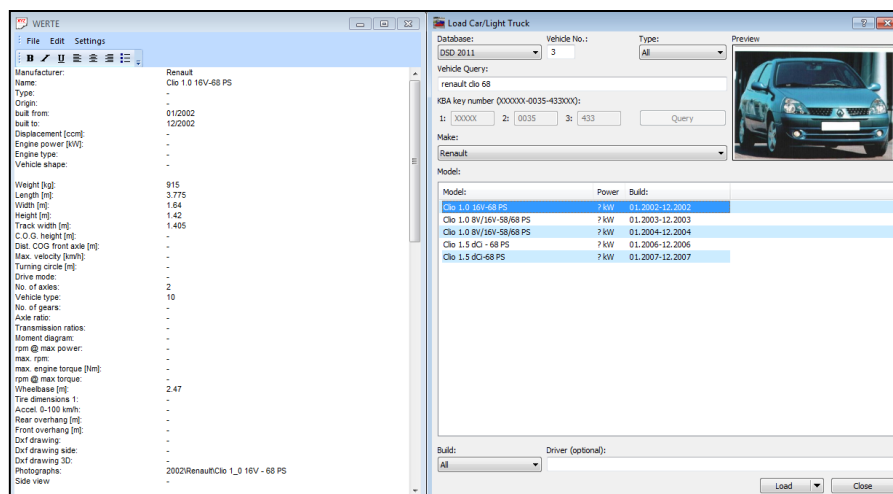 WERTE
File Edit Settings
B I U
Manufacturer: Renault
Name: Clio 1.0 16V-68 PS
Type: -
Origin: -
built from: 01/2002
built to: 12/2002
Displacement [ccm]: -
Engine power [kW]: -
Engine type: -
Vehicle shape: -
Weight [kg]: 915
Length [m]: 3.775
Width [m]: 1.64
Height [m]: 1.42
Track width [m]: 1.405
C.O.G. height [m]: -
Dist. COG front axle [m]: -
Max. velocity [km/h]: -
Turning circle [m]: -
Drive mode: -
No. of axles: 2
Vehicle type: 10
No. of gears: -
Axle ratio: -
Transmission ratios: -
Moment diagram: -
rpm @ max power: -
max. rpm: -
max. engine torque [Nm]: -
rpm @ max torque: -
Wheelbase [m]: 2.47
Tire dimensions 1: -
Accel. 0-100 km/h: -
Rear overhang [m]: -
Front overhang [m]: -
Dxf drawing: -
Dxf drawing side: -
Dxf drawing 3D: -
Photographs: 2002\Renault\Clio 1_0 16V - 68 PS
Side view -
Load Car/Light Truck
Database: Vehicle No.: Type: Preview
DSD 2011 3 All
Vehicle Query:
renault clio 68
KBA key number (XXXXXX-0035-433XXX):
1: XXXXX 2: 0035 3: 433 Query
Make:
Renault
Model:
Model: Power Build:
Clio 1.0 16V-68 PS ? kW 01.2002-12.2002
Clio 1.0 8V/16V-58/68 PS ? kW 01.2003-12.2003
Clio 1.0 8V/16V-58/68 PS ? kW 01.2004-12.2004
Clio 1.5 dCi - 68 PS ? kW 01.2006-12.2006
Clio 1.5 dCi-68 PS ? kW 01.2007-12.2007
Build: Driver (optional):
All
Load Close